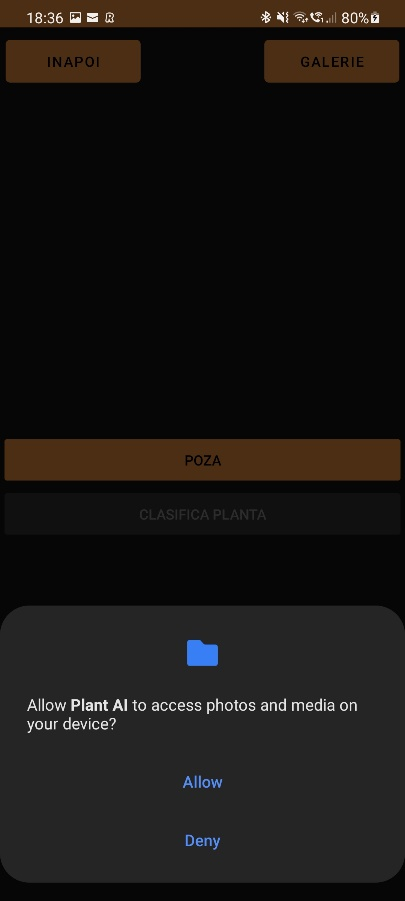 18:36
80%
INAPOI
GALERIE
POZA
CLASIFICA PLANTA
Allow Plant AI to access photos and media on
your device?
Allow
Deny